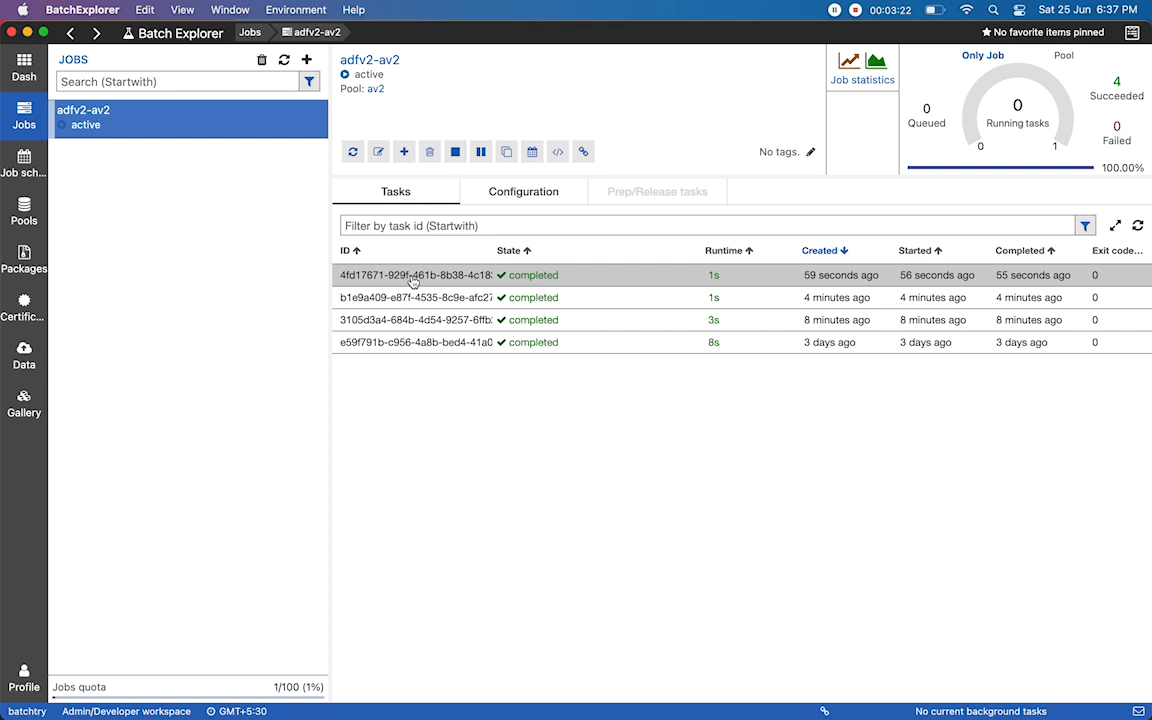 BatchExplorer Edit View Window Environment Help 00:03:22 Sat 25 Jun 6:37 PM
BatchExplorer Jobs adfv2-av2 No favorite items pinned
Dash
Jobs
Job sch...
Pools
Packages
Certific...
Data
Gallery
Profile
JOBS
Search (Startwith)
adfv2-av2
active
Jobs quota 1/100 (1%)
adfv2-av2
active
Pool: av2
No tags.
Job statistics
Only Job Pool
0
Queued
0
Running tasks
0 1
4
Succeeded
0
Failed
100.00%
Tasks Configuration Prep/Release tasks
Filter by task id (Startwith)
ID State Runtime Created Started Completed Exit code...
4fd17671-929f-461b-8b38-4c18 completed 1s 59 seconds ago 56 seconds ago 55 seconds ago 0
b1e9a409-e87f-4535-8c9e-afc27 completed 1s 4 minutes ago 4 minutes ago 4 minutes ago 0
3105d3a4-684b-4d54-9257-6ffb completed 3s 8 minutes ago 8 minutes ago 8 minutes ago 0
e59f791b-c956-4a8b-bed4-41a0 completed 8s 3 days ago 3 days ago 3 days ago 0
batchtry Admin/Developer workspace GMT+5:30 No current background tasks